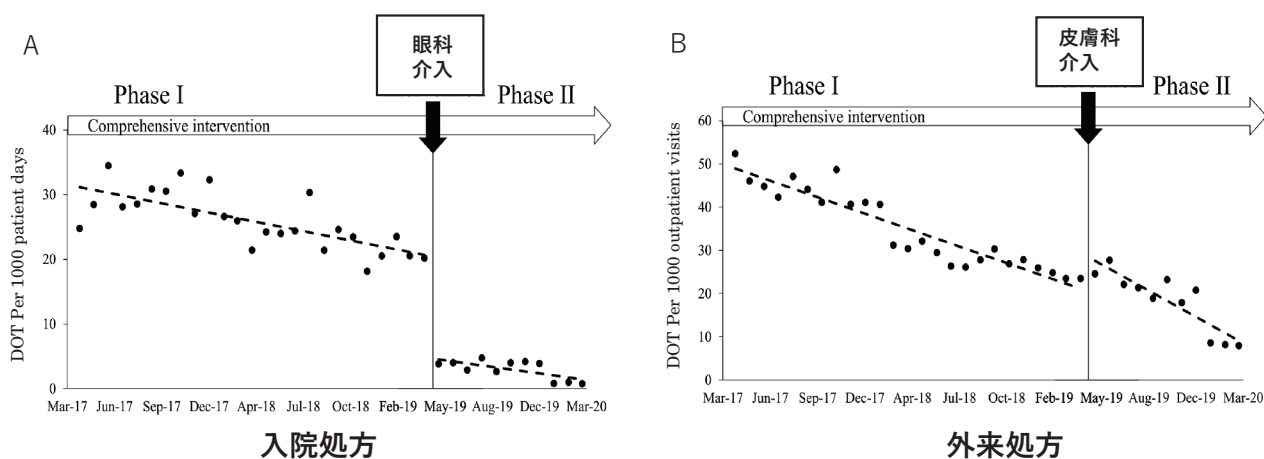 A
眼科
介入
Phase I
Phase II
Comprehensive intervention
DOT Per 1000 patient days
40
30
20
10
0
Mar-17 Jun-17 Sep-17 Dec-17 Apr-18 Jul-18 Oct-18 Feb-19 May-19 Aug-19 Dec-19 Mar-20
入院処方
B
皮膚科
介入
Phase I
Phase II
Comprehensive intervention
DOT Per 1000 outpatient visits
60
50
40
30
20
10
0
Mar-17 Jun-17 Sep-17 Dec-17 Apr-18 Jul-18 Oct-18 Feb-19 May-19 Aug-19 Dec-19 Mar-20
外来処方